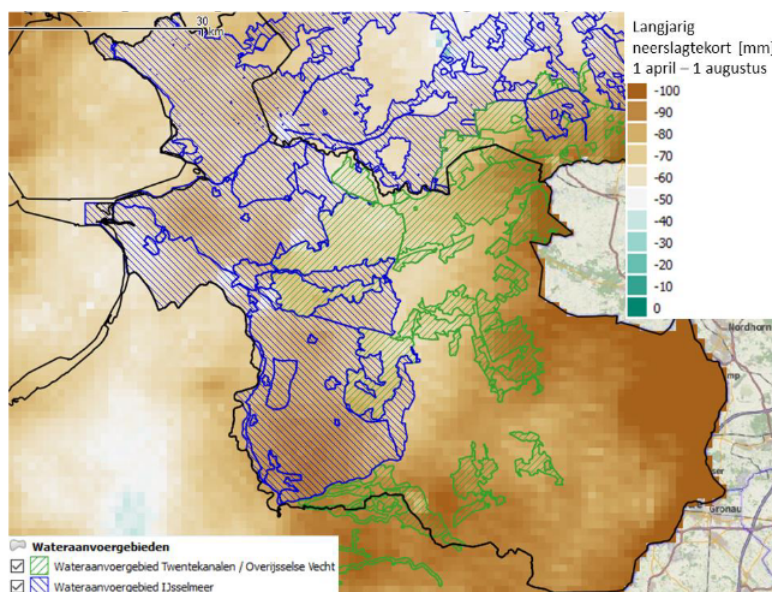 30
km
Langjarig
neerslagtekort [mm]
1 april – 1 augustus
-100
-90
-80
-70
-60
-50
-40
-30
-20
-10
0
Nordhorn
Gronau
Wateraanvoergebieden
Wateraanvoergebied Twentekanalen / Overijsselse Vecht
Wateraanvoergebied IJsselmeer